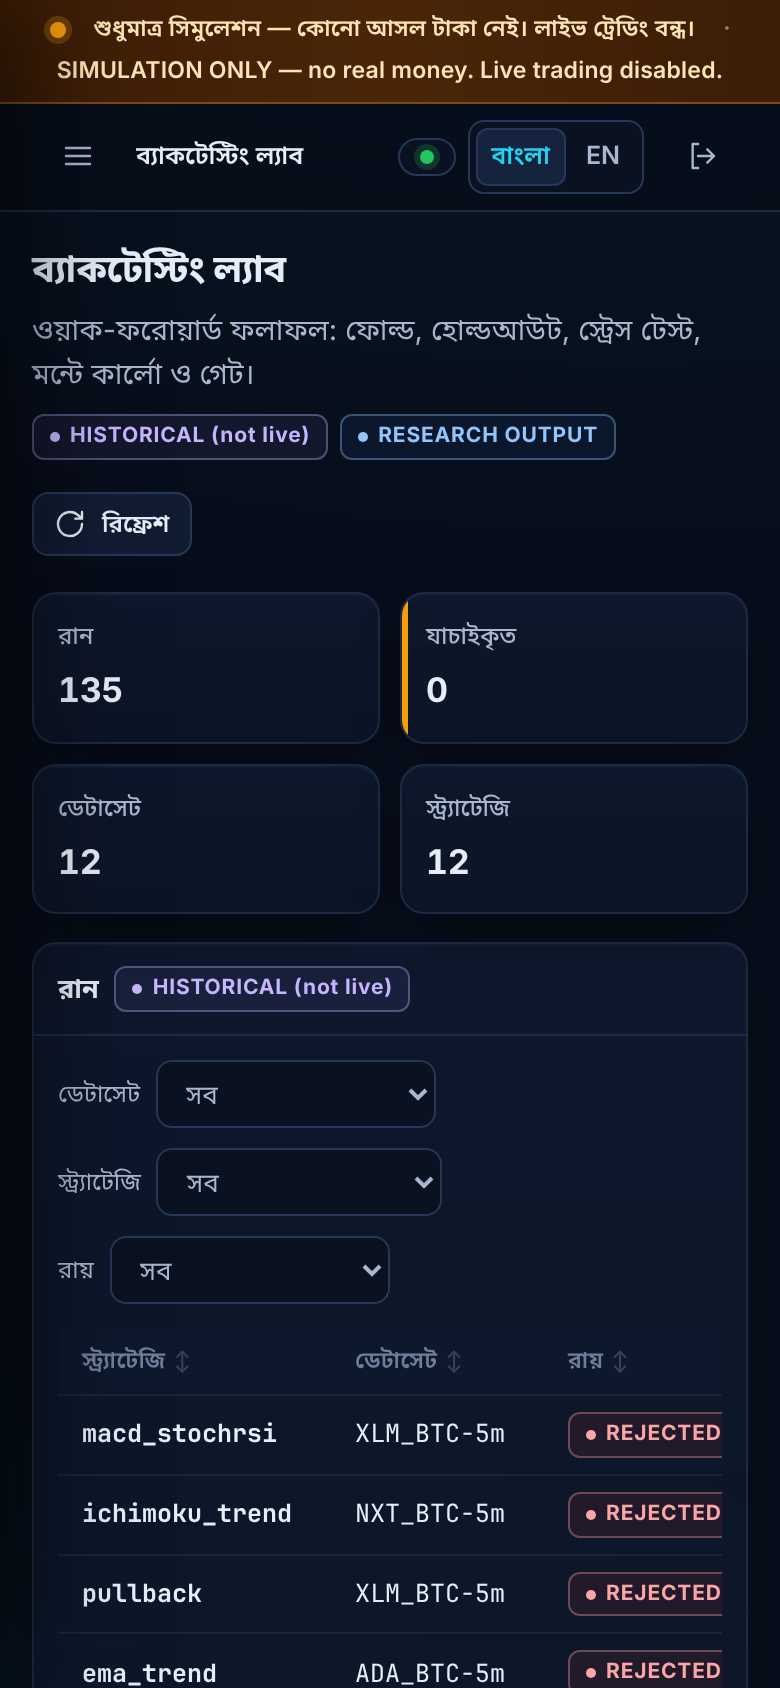 শুধুমাত্র সিমুলেশন — কোনো আসল টাকা নেই। লাইভ ট্রেডিং বন্ধ। ·
SIMULATION ONLY — no real money. Live trading disabled.
ব্যাকটেস্টিং ল্যাব
বাংলা
EN
ব্যাকটেস্টিং ল্যাব
ওয়াক-ফরোয়ার্ড ফলাফল: ফোল্ড, হোল্ডআউট, স্ট্রেস টেস্ট,
মন্টে কার্লো ও গেট।
HISTORICAL (not live)
RESEARCH OUTPUT
রিফ্রেশ
রান
যাচাইকৃত
135
0
ডেটাসেট
স্ট্র্যাটেজি
12
12
রান
HISTORICAL (not live)
ডেটাসেট সব
স্ট্র্যাটেজি সব
রায় সব
স্ট্র্যাটেজি ডেটাসেট রায়
macd_stochrsi XLM_BTC-5m REJECTED
ichimoku_trend NXT_BTC-5m REJECTED
pullback XLM_BTC-5m REJECTED
ema_trend ADA_BTC-5m REJECTED